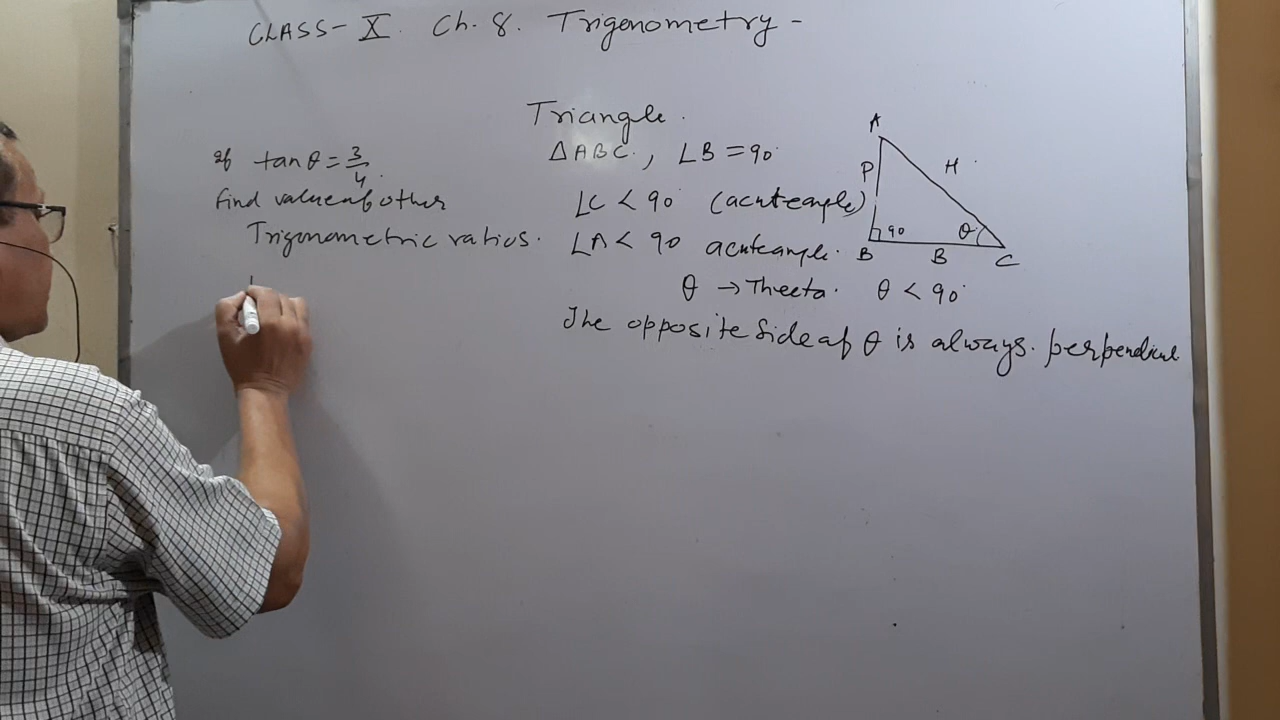 CLASS - X. Ch. 8. Trigonometry -
If tanθ = 3/4.
Find value of other
Trigonometric ratios.
Triangle.
ΔABC., ∠B = 90°
∠C < 90° (acute angle)
∠A < 90 acute angle.
θ → Theeta. θ < 90°
The opposite side of θ is always. perpendicul
A
P
H
90
θ
B
B
C